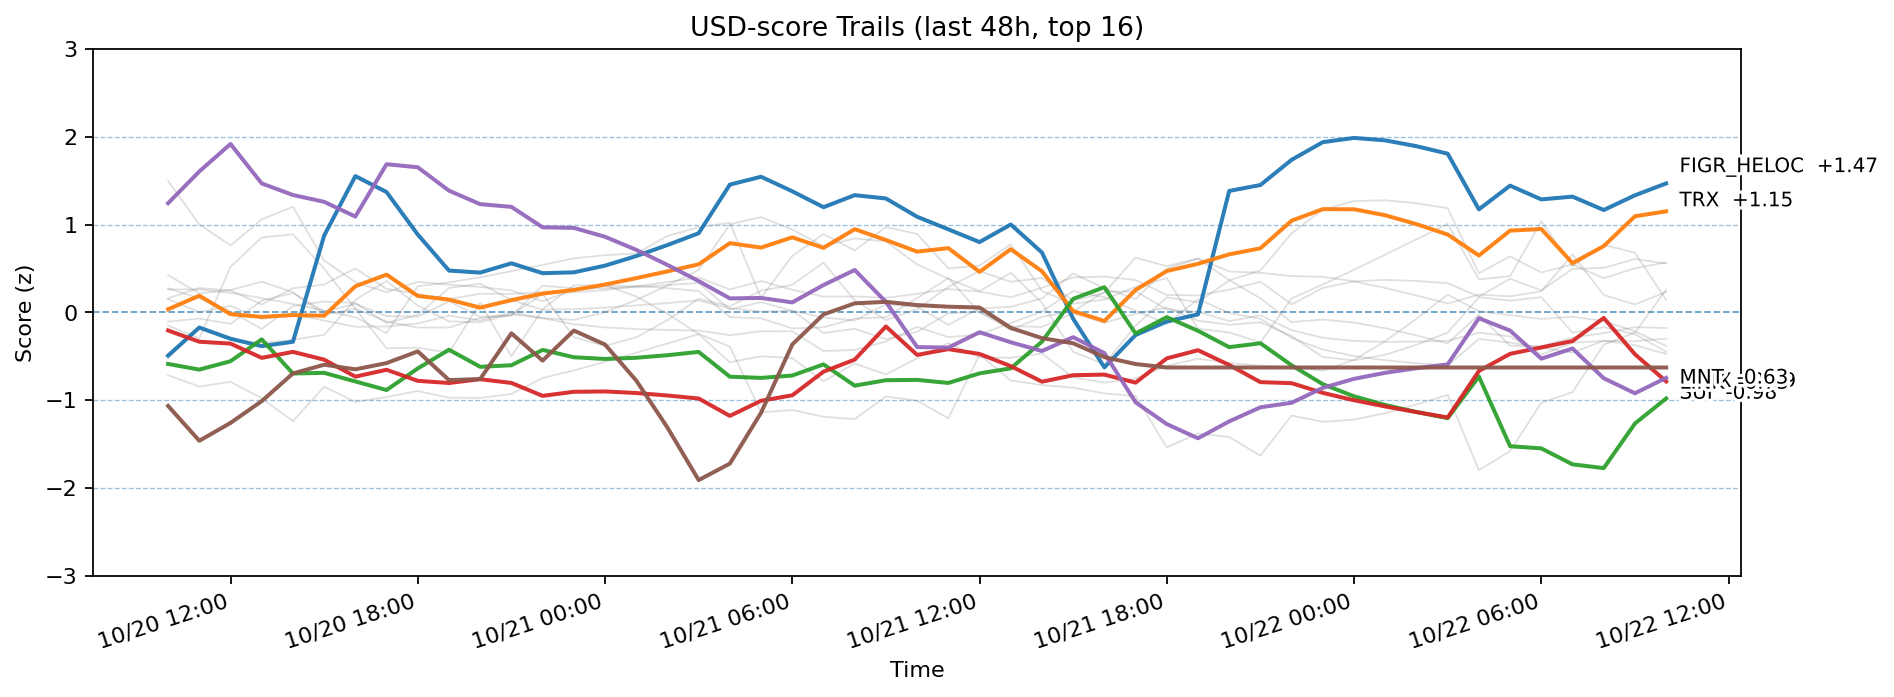 USD-score Trails (last 48h, top 16)
3
2
1
0
−1
−2
−3
Score (z)
FIGR_HELOC +1.47
TRX +1.15
MNT -0.63
-0.98
10/20 12:00
10/20 18:00
10/21 00:00
10/21 06:00
10/21 12:00
10/21 18:00
10/22 00:00
10/22 06:00
10/22 12:00
Time